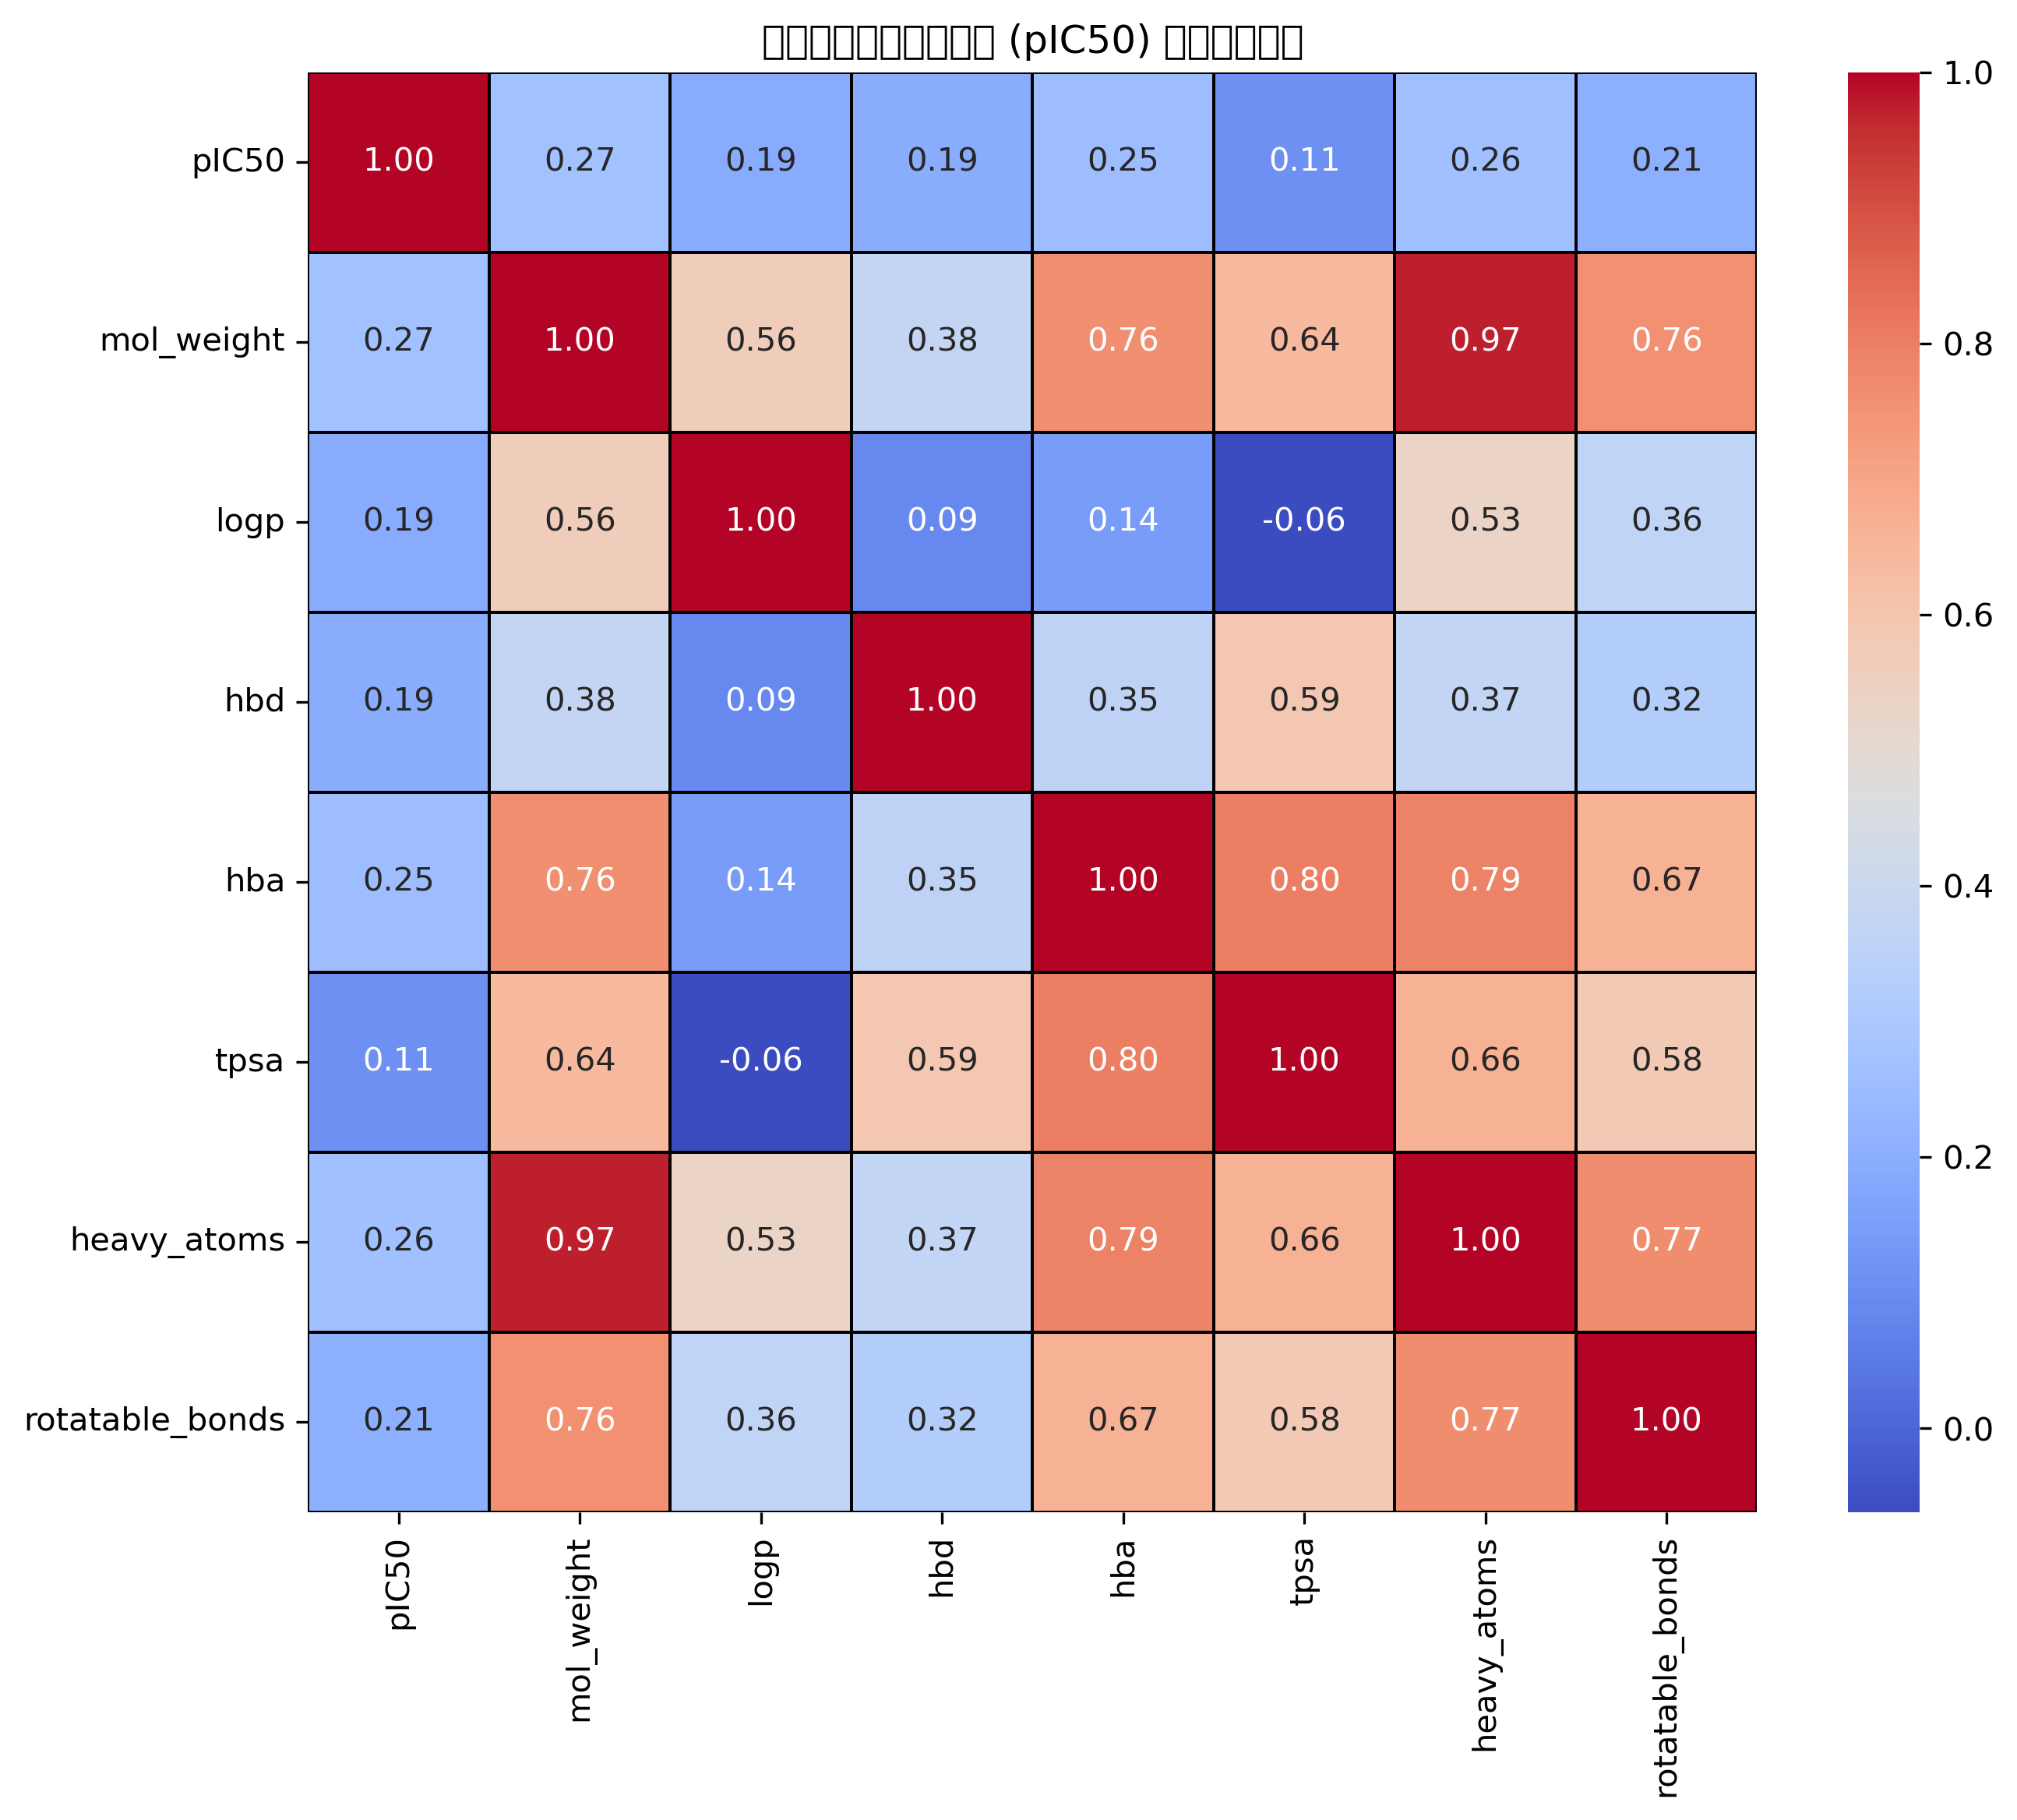 (pIC50)
1.0
pIC50 1.00 0.27 0.19 0.19 0.25 0.11 0.26 0.21
mol_weight 0.27 1.00 0.56 0.38 0.76 0.64 0.97 0.76
0.8
logp 0.19 0.56 1.00 0.09 0.14 -0.06 0.53 0.36
0.6
hbd 0.19 0.38 0.09 1.00 0.35 0.59 0.37 0.32
hba 0.25 0.76 0.14 0.35 1.00 0.80 0.79 0.67
0.4
tpsa 0.11 0.64 -0.06 0.59 0.80 1.00 0.66 0.58
0.2
heavy_atoms 0.26 0.97 0.53 0.37 0.79 0.66 1.00 0.77
rotatable_bonds 0.21 0.76 0.36 0.32 0.67 0.58 0.77 1.00
0.0
pIC50 mol_weight logp hbd hba tpsa heavy_atoms rotatable_bonds